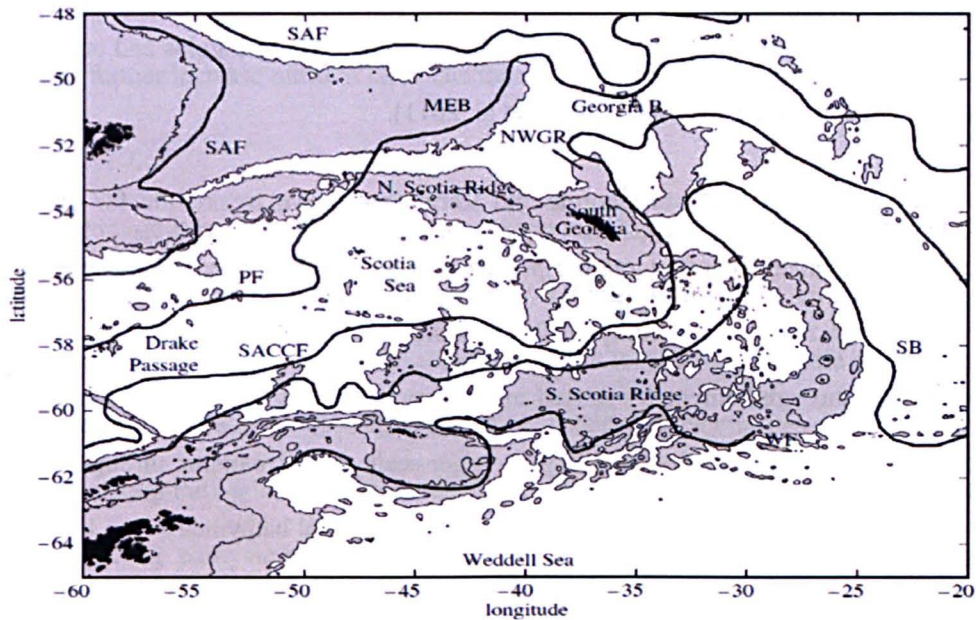 −48
−50
−52
−54
−56
−58
−60
−62
−64
latitude
SAF
MEB
Georgia B.
SAF
NWGR
N. Scotia Ridge
South
Georgia
Scotia
Sea
PF
Drake
Passage
SACCF
SB
S. Scotia Ridge
WF
Weddell Sea
−60
−55
−50
−45
−40
−35
−30
−25
−20
longitude